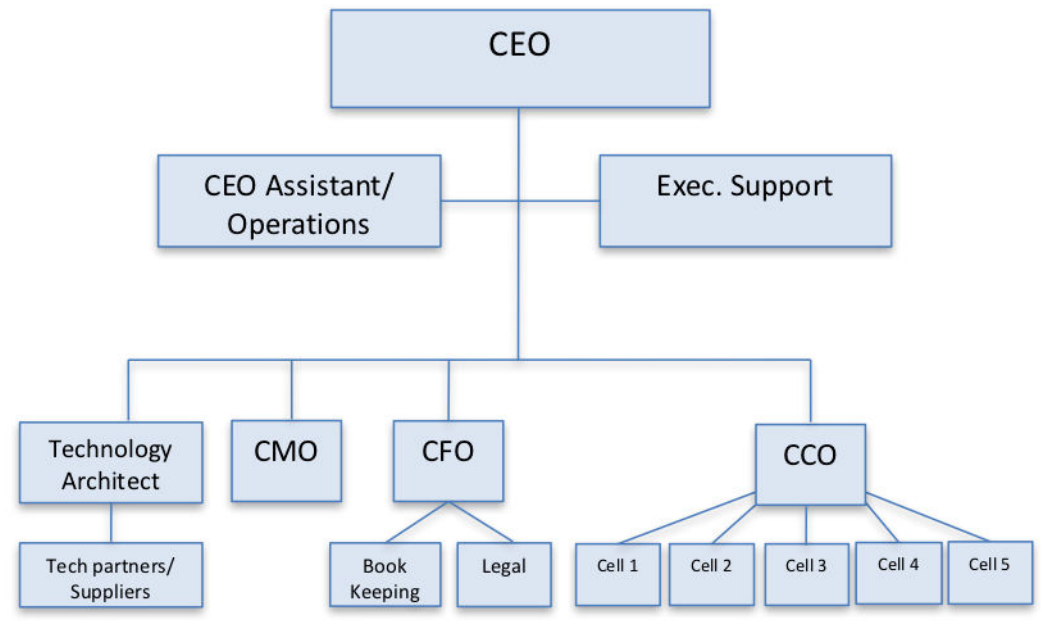 CEO
CEO Assistant/
Operations
Exec. Support
Technology
Architect
CMO
CFO
CCO
Tech partners/
Suppliers
Book
Keeping
Legal
Cell 1
Cell 2
Cell 3
Cell 4
Cell 5